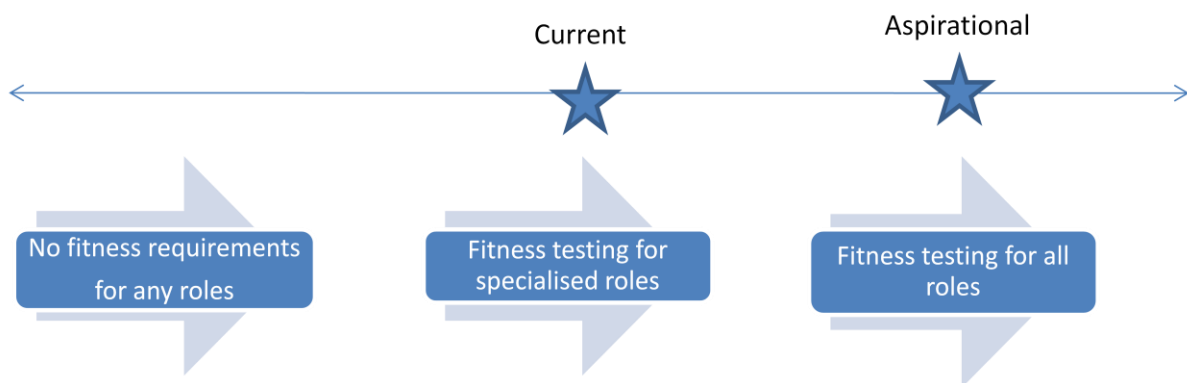 Current
Aspirational
No fitness requirements
for any roles
Fitness testing for
specialised roles
Fitness testing for all
roles